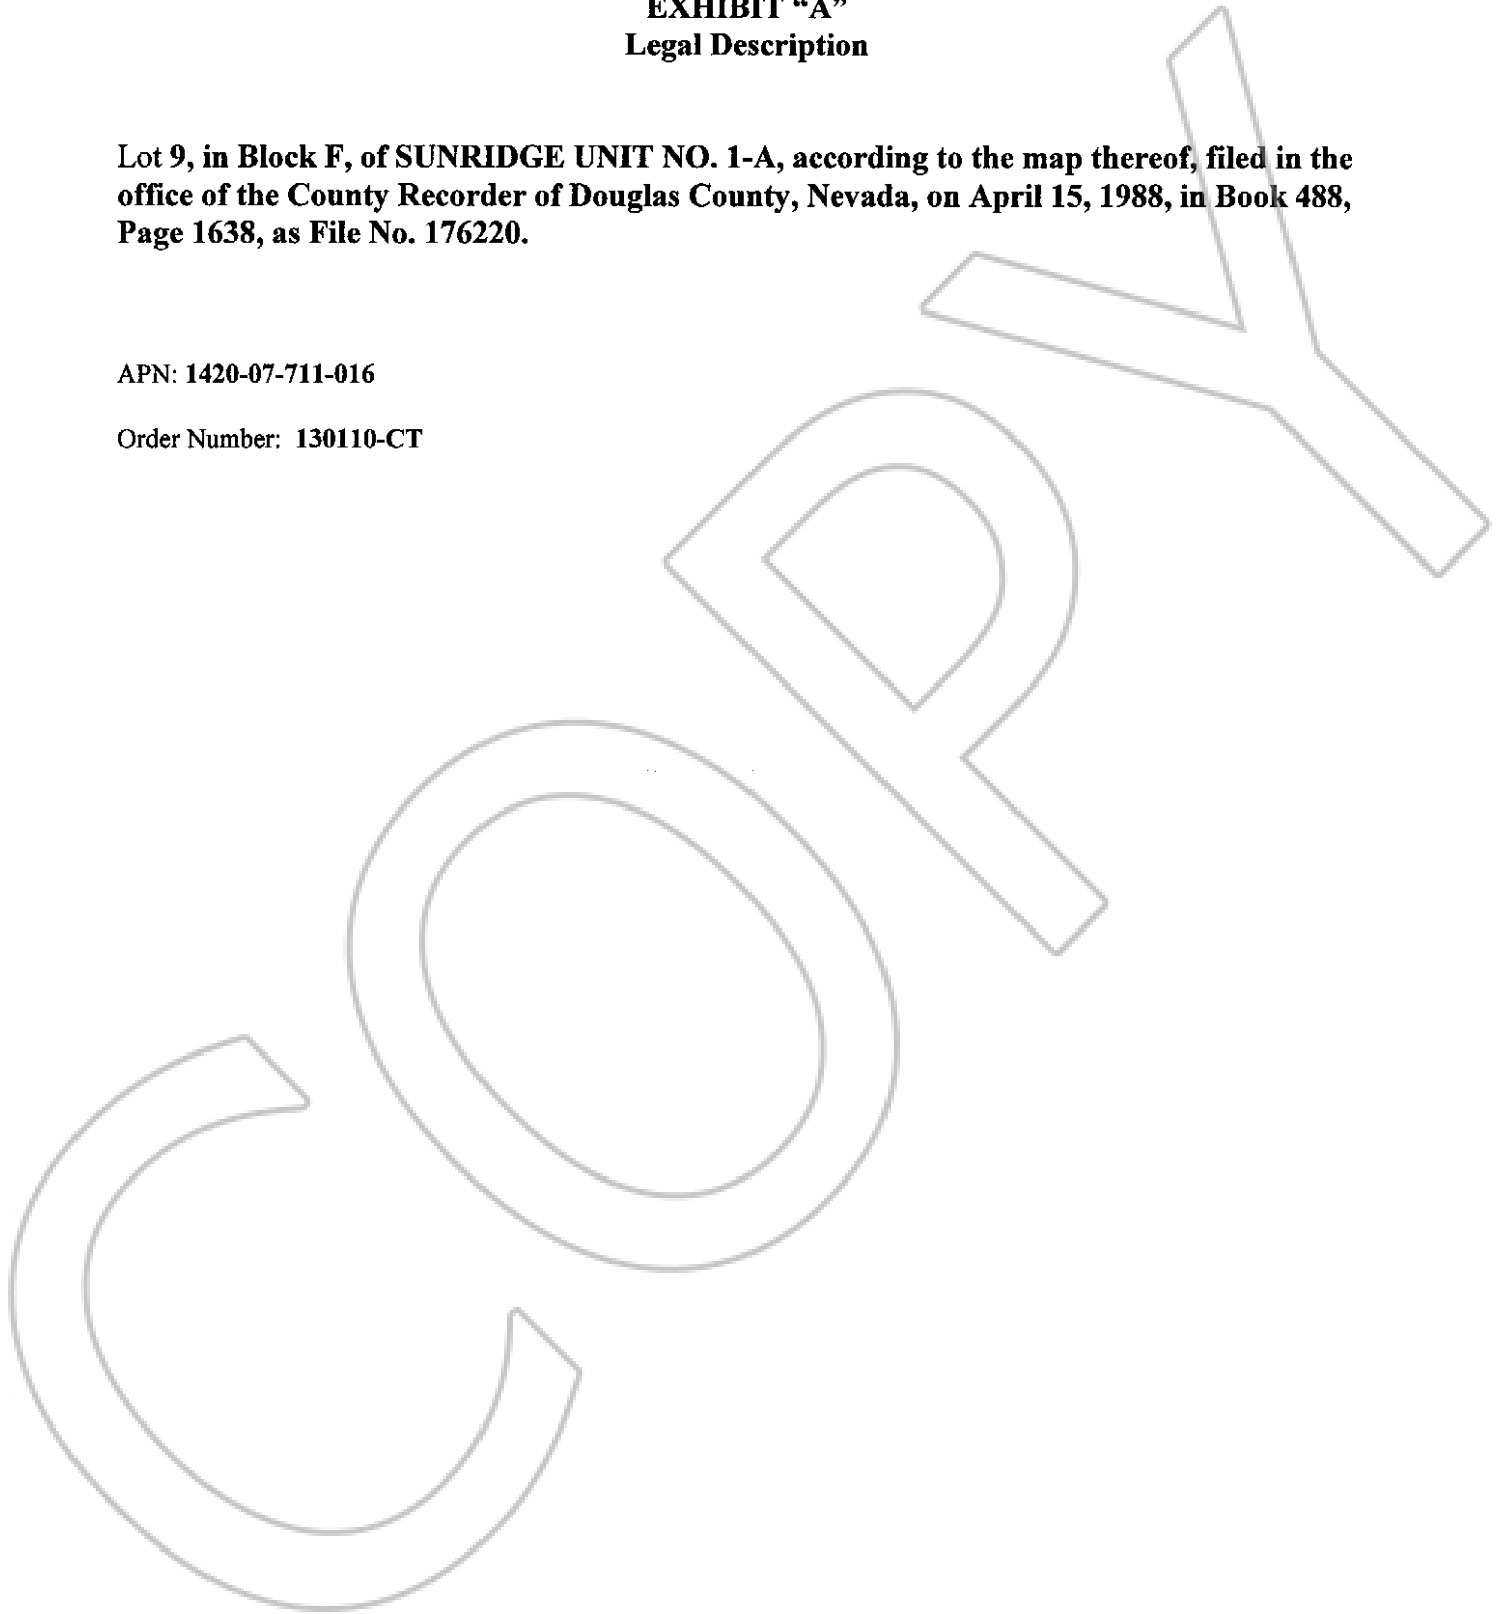 EXHIBIT “A”
Legal Description
Lot 9, in Block F, of SUNRIDGE UNIT NO. 1-A, according to the map thereof, filed in the
office of the County Recorder of Douglas County, Nevada, on April 15, 1988, in Book 488,
Page 1638, as File No. 176220.
APN: 1420-07-711-016
Order Number: 130110-CT
COPY